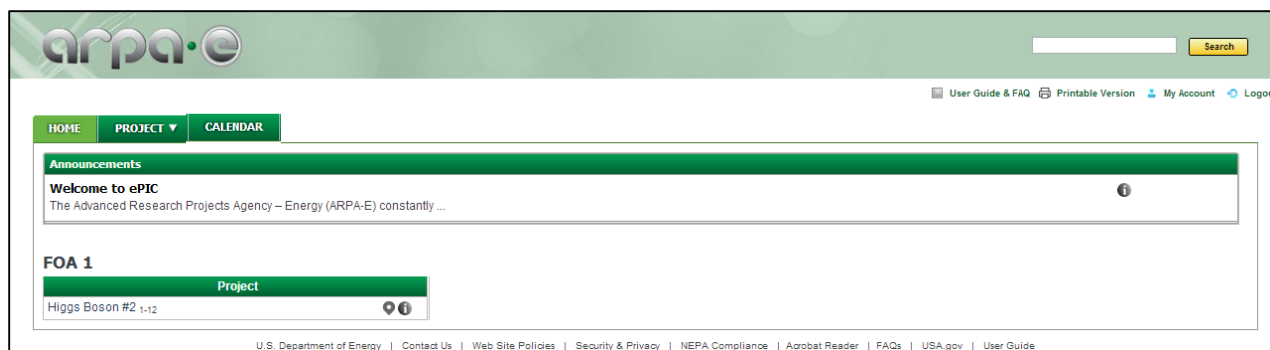 arpa·e
Search
User Guide & FAQ Printable Version My Account Logou
HOME PROJECT ▼ CALENDAR
Announcements
Welcome to ePIC
The Advanced Research Projects Agency – Energy (ARPA-E) constantly ...
FOA 1
Project
Higgs Boson #2 1-12
U.S. Department of Energy | Contact Us | Web Site Policies | Security & Privacy | NEPA Compliance | Acrobat Reader | FAQs | USA.gov | User Guide